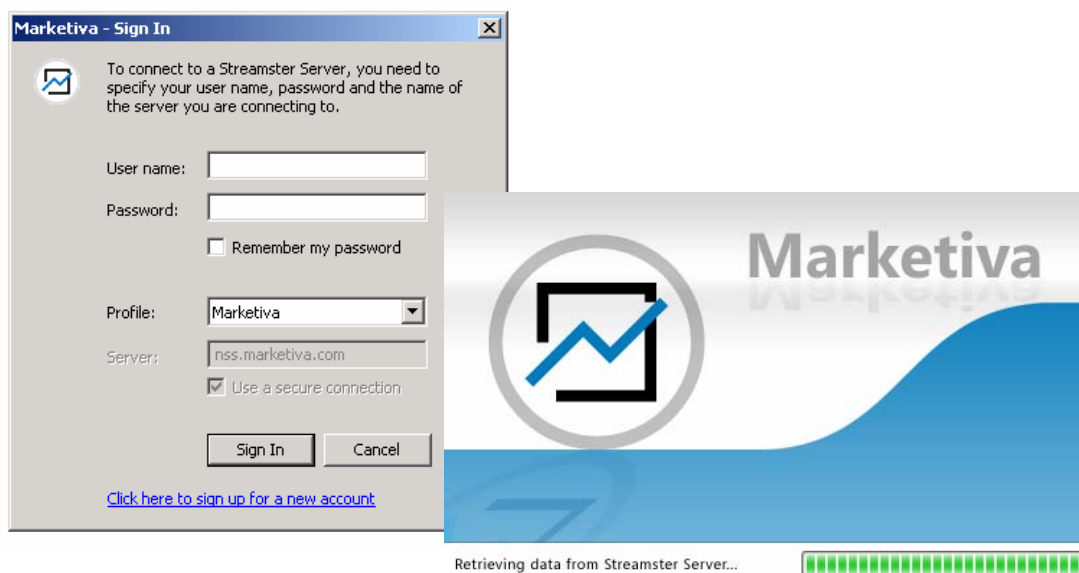 Marketiva - Sign In
To connect to a Streamster Server, you need to
specify your user name, password and the name of
the server you are connecting to.
User name:
Password:
Remember my password
Profile: Marketiva
Server: nss.marketiva.com
Use a secure connection
Sign In Cancel
Click here to sign up for a new account
Marketiva
Retrieving data from Streamster Server...